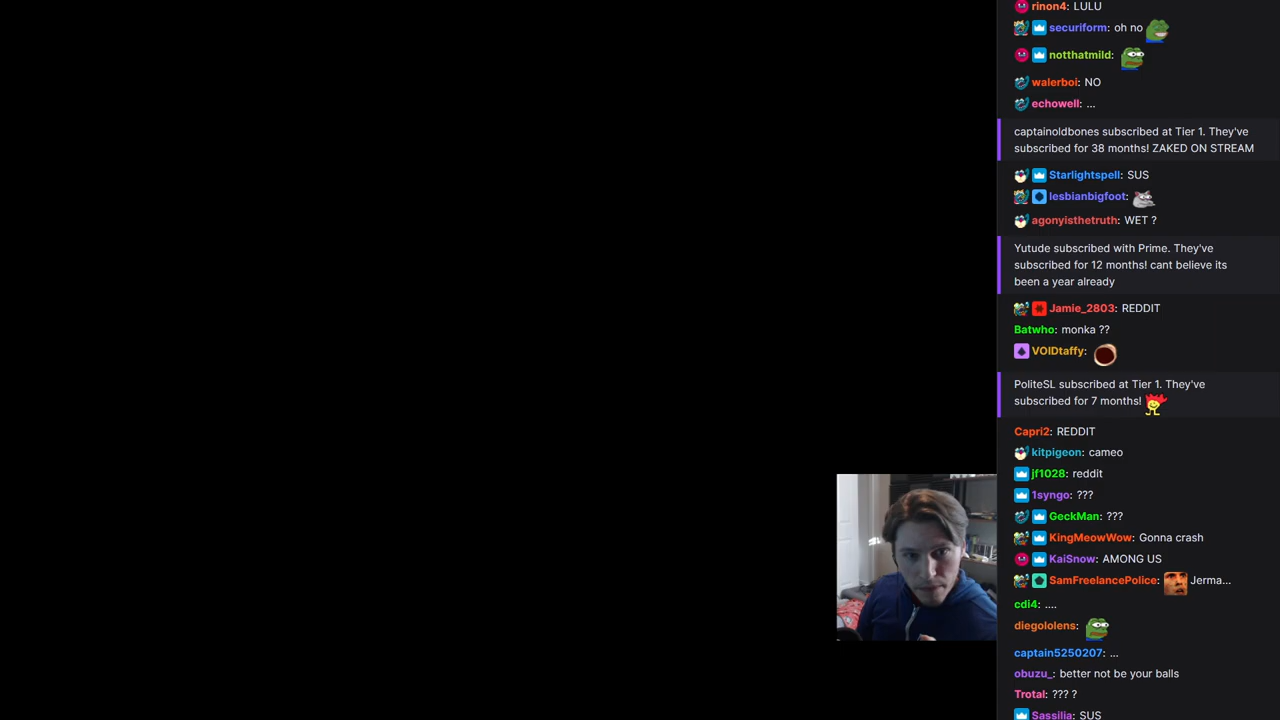 rinon4: LULU
securiform: oh no
notthatmild:
walerboi: NO
echowell: ...
captainoldbones subscribed at Tier 1. They've
subscribed for 38 months! ZAKED ON STREAM
Starlightspell: SUS
lesbianbigfoot:
agonyisthetruth: WET ?
Yutude subscribed with Prime. They've
subscribed for 12 months! cant believe its
been a year already
Jamie_2803: REDDIT
Batwho: monka ??
VOIDtaffy:
PoliteSL subscribed at Tier 1. They've
subscribed for 7 months!
Capri2: REDDIT
kitpigeon: cameo
jf1028: reddit
1syngo: ???
GeckMan: ???
KingMeowWow: Gonna crash
KaiSnow: AMONG US
SamFreelancePolice: Jerma...
cdi4: ....
diegololens:
captain5250207: ...
obuzu_: better not be your balls
Trotal: ??? ?
Sassilia: SUS